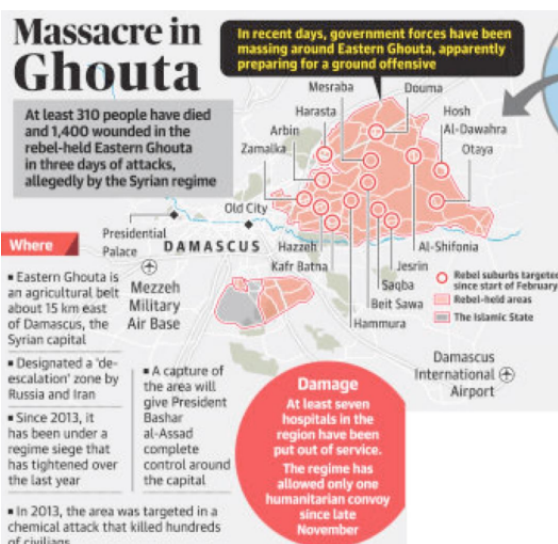 Massacre in
Ghouta
At least 310 people have died
and 1,400 wounded in the
rebel-held Eastern Ghouta
in three days of attacks,
allegedly by the Syrian regime
In recent days, government forces have been
massing around Eastern Ghouta, apparently
preparing for a ground offensive
Mesraba
Douma
Harasta
Hosh
Al-Dawahra
Arbin
Zamalka
Otaya
Old City
Presidential
Palace
DAMASCUS
Hazzeh
Kafr Batna
Al-Shifonia
Jesrin
Saqba
Beit Sawa
Hammura
Mezzeh
Military
Air Base
Rebel suburbs targeted
since start of February
Rebel-held areas
The Islamic State
Damascus
International
Airport
Where
▪ Eastern Ghouta is
an agricultural belt
about 15 km east
of Damascus, the
Syrian capital
▪ Designated a 'de-
escalation' zone by
Russia and Iran
▪ Since 2013, it
has been under a
regime siege that
has tightened over
the last year
▪ A capture of
the area will
give President
Bashar
al-Assad
complete
control around
the capital
▪ In 2013, the area was targeted in a
chemical attack that killed hundreds
of civilians
Damage
At least seven
hospitals in the
region have been
put out of service.
The regime has
allowed only one
humanitarian convoy
since late
November